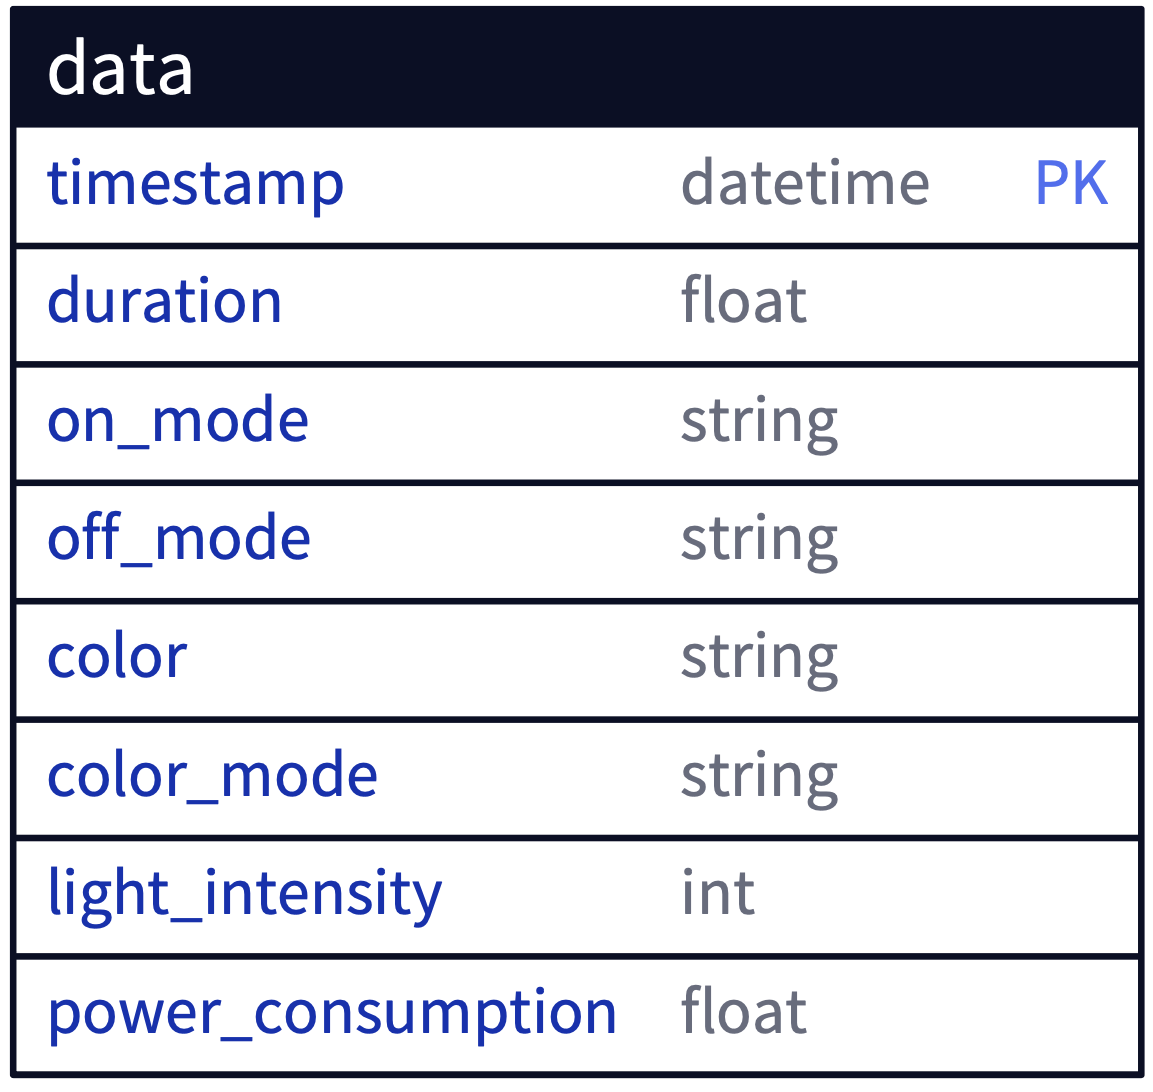 data
timestamp datetime PK
duration float
on_mode string
off_mode string
color string
color_mode string
light_intensity int
power_consumption float